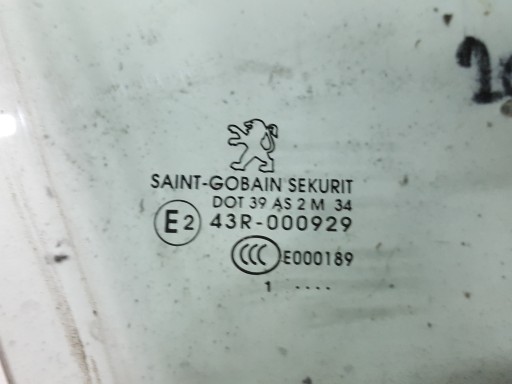 SAINT-GOBAIN SEKURIT
DOT 39 AS 2 M 34
E2 43R-000929
CCC E000189
1 ....